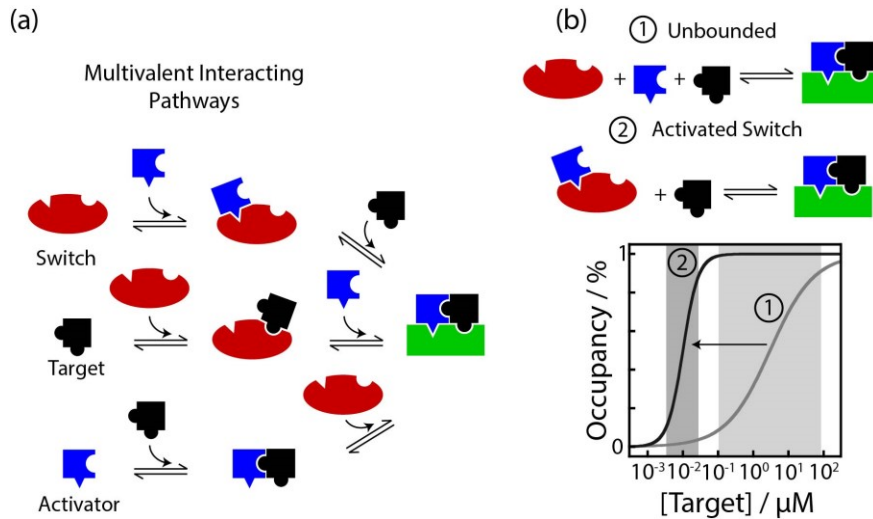 (a)
Multivalent Interacting
Pathways
Switch
Target
Activator
(b)
1 Unbounded
+ +
2 Activated Switch
+
1
2
1
0
Occupancy / %
10-3 10-2 10-1 100 101 102
[Target] / μM